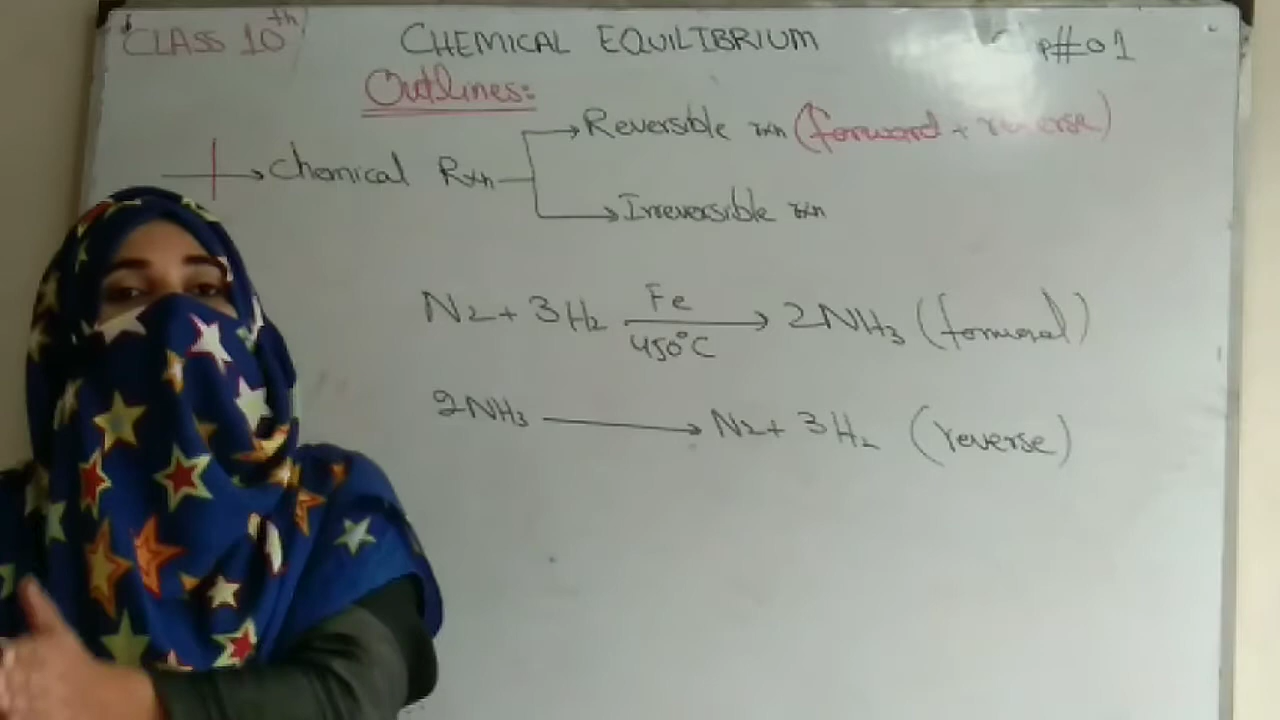 CLASS 10th CHEMICAL EQUILIBRIUM P#01
Outlines:
→ Chemical Rxn → Reversible rxn (forward + reverse)
→ Irreversible rxn
N2 + 3H2 Fe 450°C → 2NH3 (forward)
2NH3 → N2 + 3H2 (reverse)